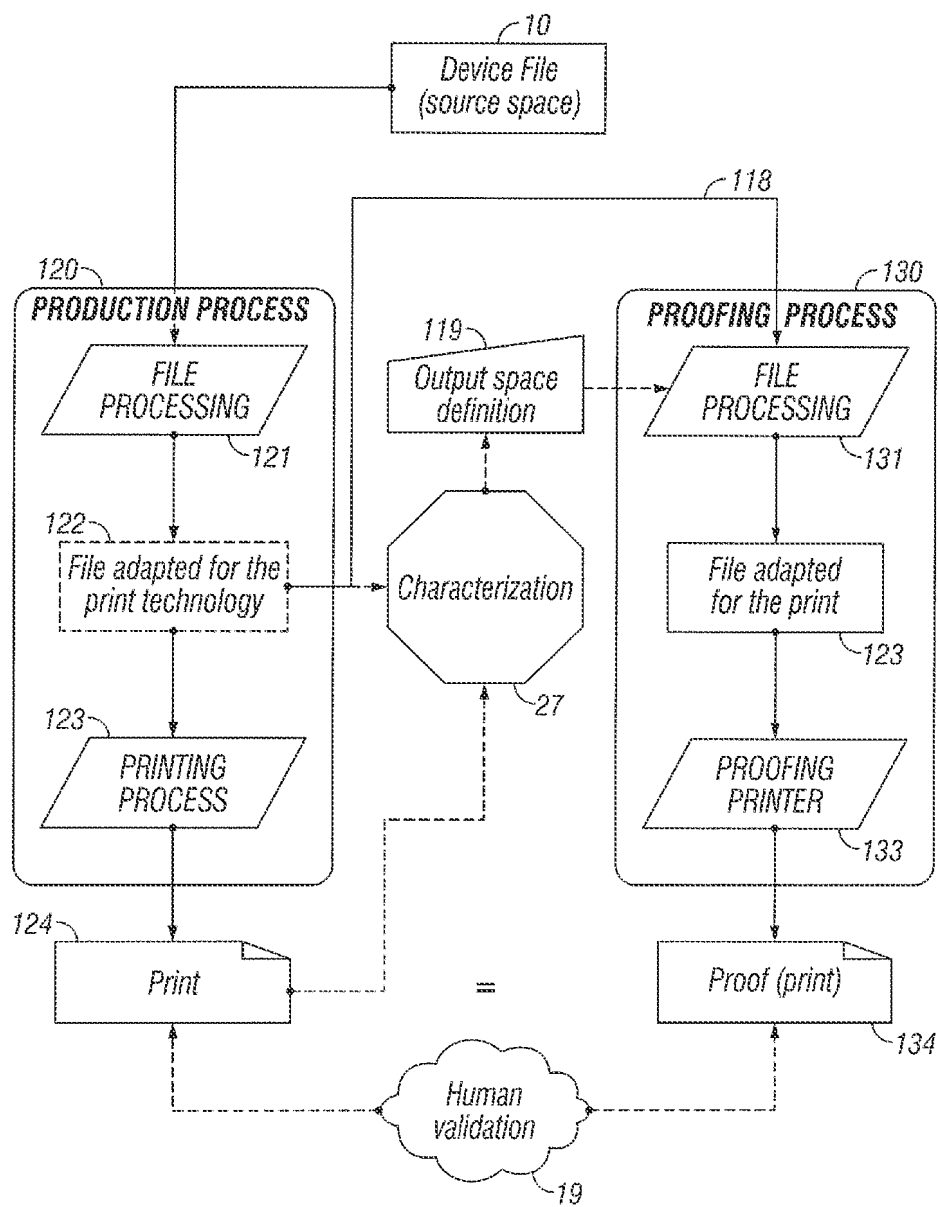 10
Device File
(source space)
118
120
PRODUCTION PROCESS
130
PROOFING PROCESS
119
Output space
definition
FILE
PROCESSING
121
FILE
PROCESSING
131
122
File adapted for the
print technology
Characterization
27
File adapted
for the print
123
123
PRINTING
PROCESS
PROOFING
PRINTER
133
124
Print
=
Proof (print)
134
Human
validation
19